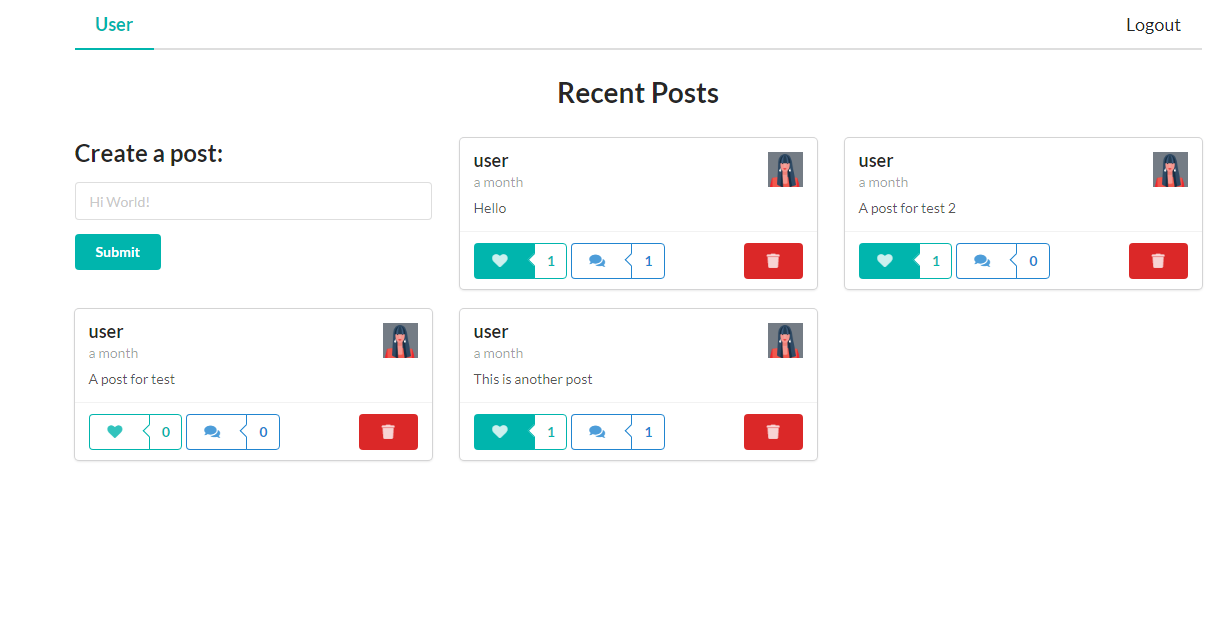 User
Logout
Recent Posts
Create a post:
Hi World!
Submit
user
a month
Hello
1
1
user
a month
A post for test 2
1
0
user
a month
A post for test
0
0
user
a month
This is another post
1
1